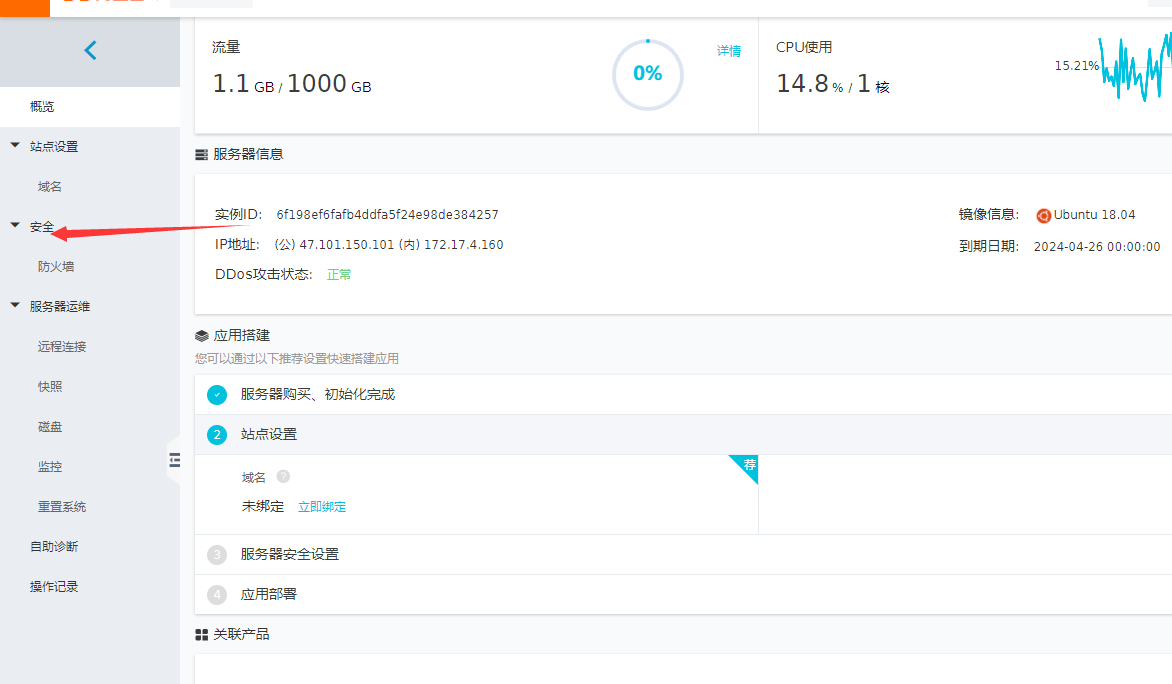 概览
站点设置
域名
安全
防火墙
服务器运维
远程连接
快照
磁盘
监控
重置系统
自助诊断
操作记录
流量
1.1 GB / 1000 GB
0%
详情
CPU使用
14.8 % / 1 核
15.21%
服务器信息
实例ID: 6f198ef6fafb4ddfa5f24e98de384257
镜像信息: Ubuntu 18.04
IP地址: (公) 47.101.150.101 (内) 172.17.4.160
到期日期: 2024-04-26 00:00:00
DDos攻击状态: 正常
应用搭建
您可以通过以下推荐设置快速搭建应用
服务器购买、初始化完成
2 站点设置
域名 ?
荐
未绑定 立即绑定
3 服务器安全设置
4 应用部署
关联产品